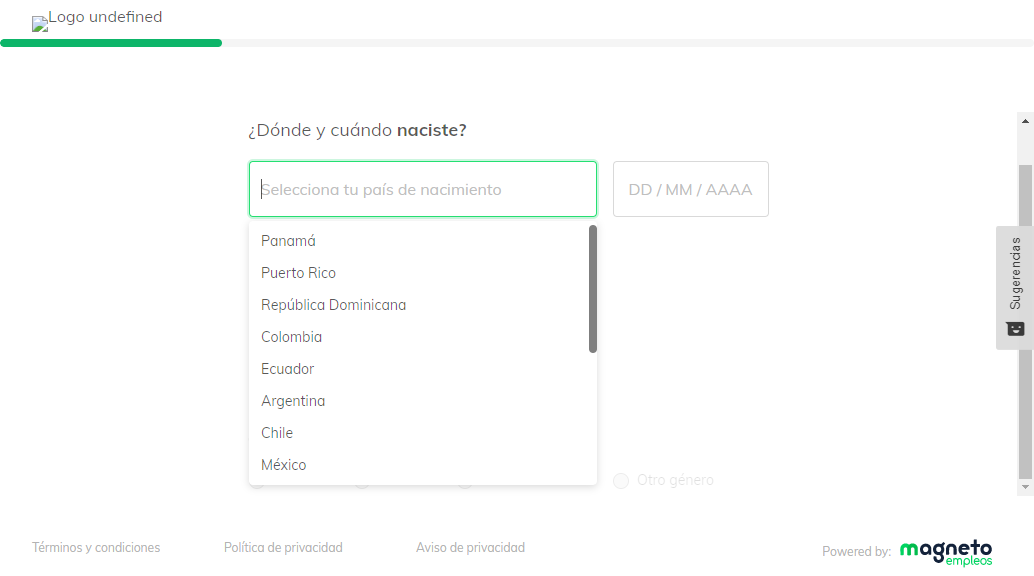 Logo undefined
¿Dónde y cuándo naciste?
Selecciona tu país de nacimiento
DD / MM / AAAA
Panamá
Puerto Rico
República Dominicana
Colombia
Ecuador
Argentina
Chile
México
Sugerendas
Otro género
Términos y condiciones
Política de privacidad
Aviso de privacidad
Powered by:
magneto
empleos